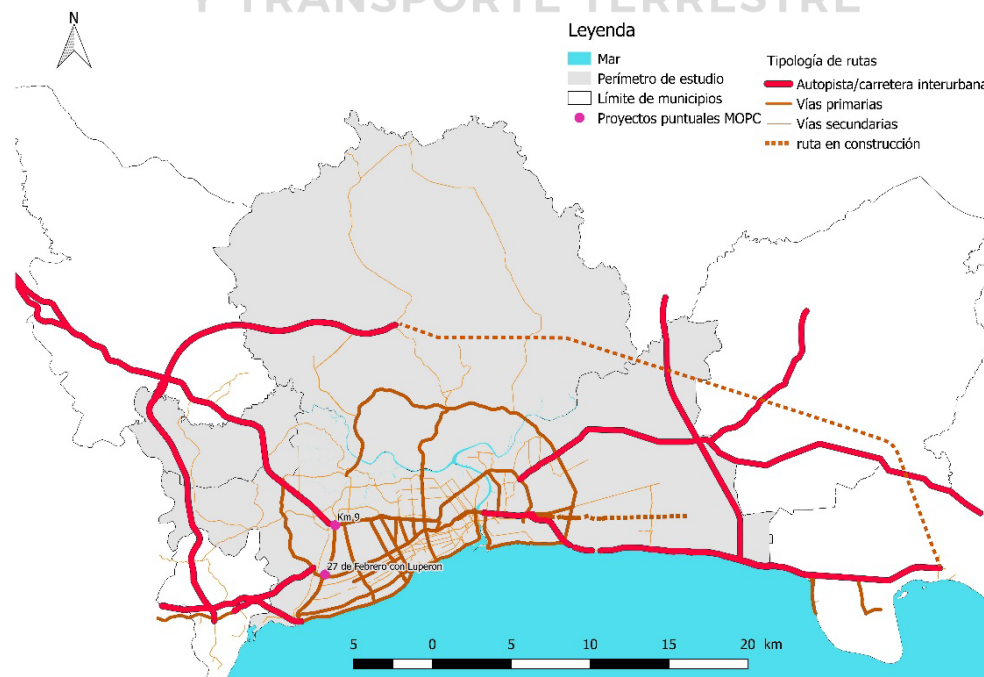 Y TRANSPORTE TERRESTRE
N
Leyenda
Mar
Perímetro de estudio
Límite de municipios
Proyectos puntuales MOPC
Tipología de rutas
Autopista/carretera interurbana
Vías primarias
Vías secundarias
ruta en construcción
Km 9
27 de Febrero con Luperon
5 0 5 10 15 20 km